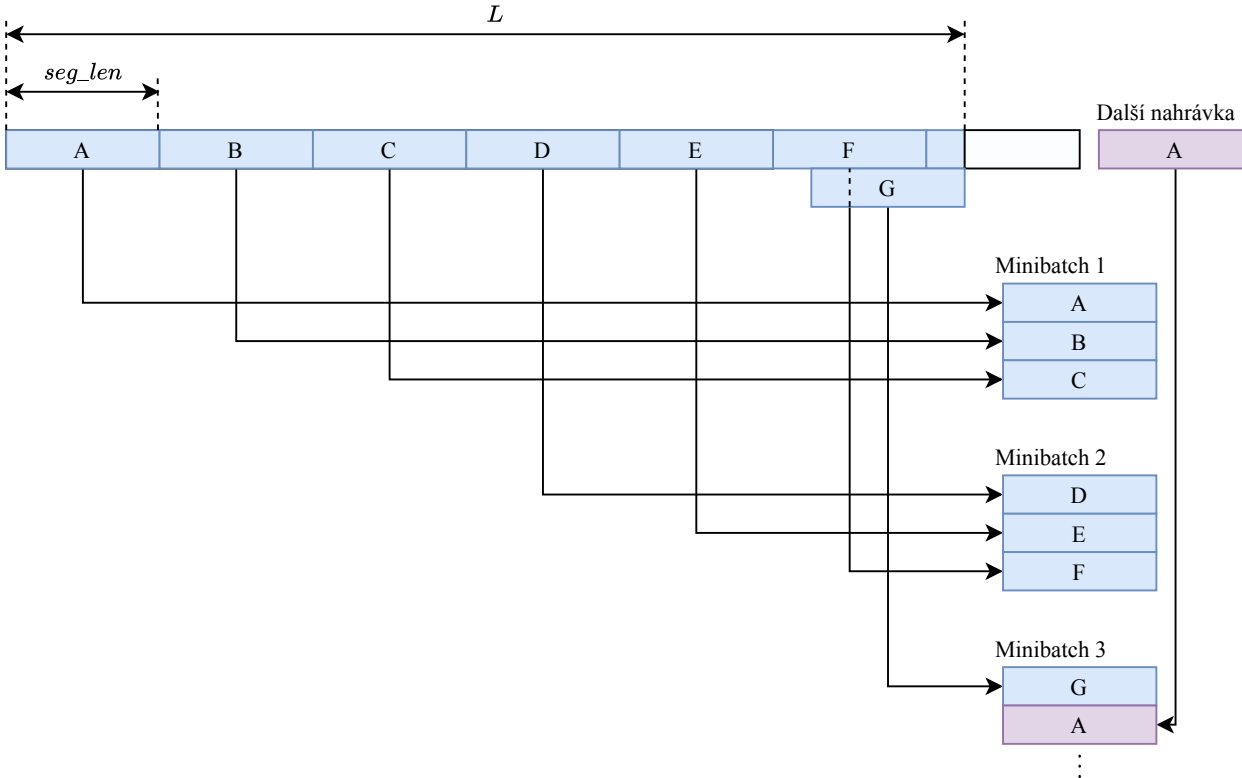 L
seg_len
Další nahrávka
A
B
C
D
E
F
A
G
Minibatch 1
A
B
C
Minibatch 2
D
E
F
Minibatch 3
G
A
⋮